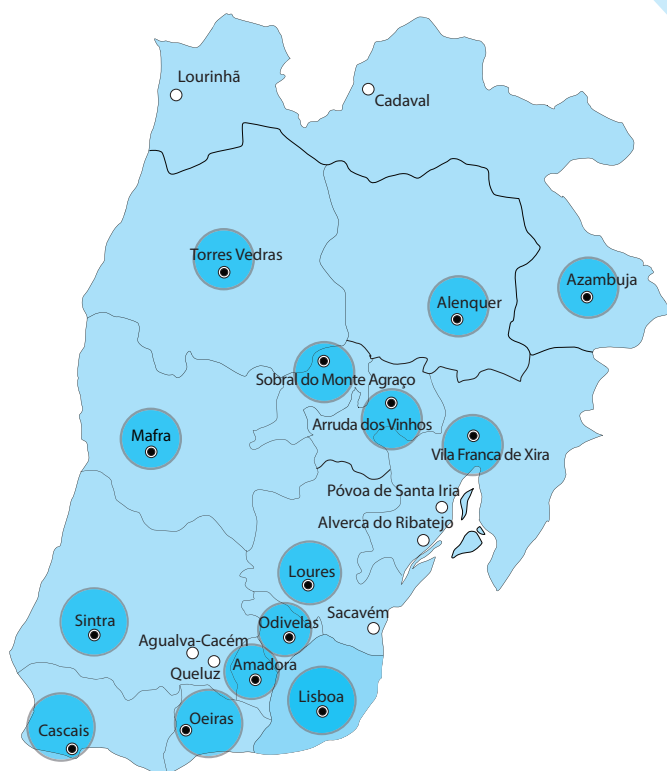 Lourinhã
Cadaval
Torres Vedras
Azambuja
Alenquer
Sobral do Monte Agraço
Arruda dos Vinhos
Mafra
Vila Franca de Xira
Póvoa de Santa Iria
Alverca do Ribatejo
Loures
Sintra
Odivelas
Sacavém
Agualva-Cacém
Queluz
Amadora
Lisboa
Oeiras
Cascais